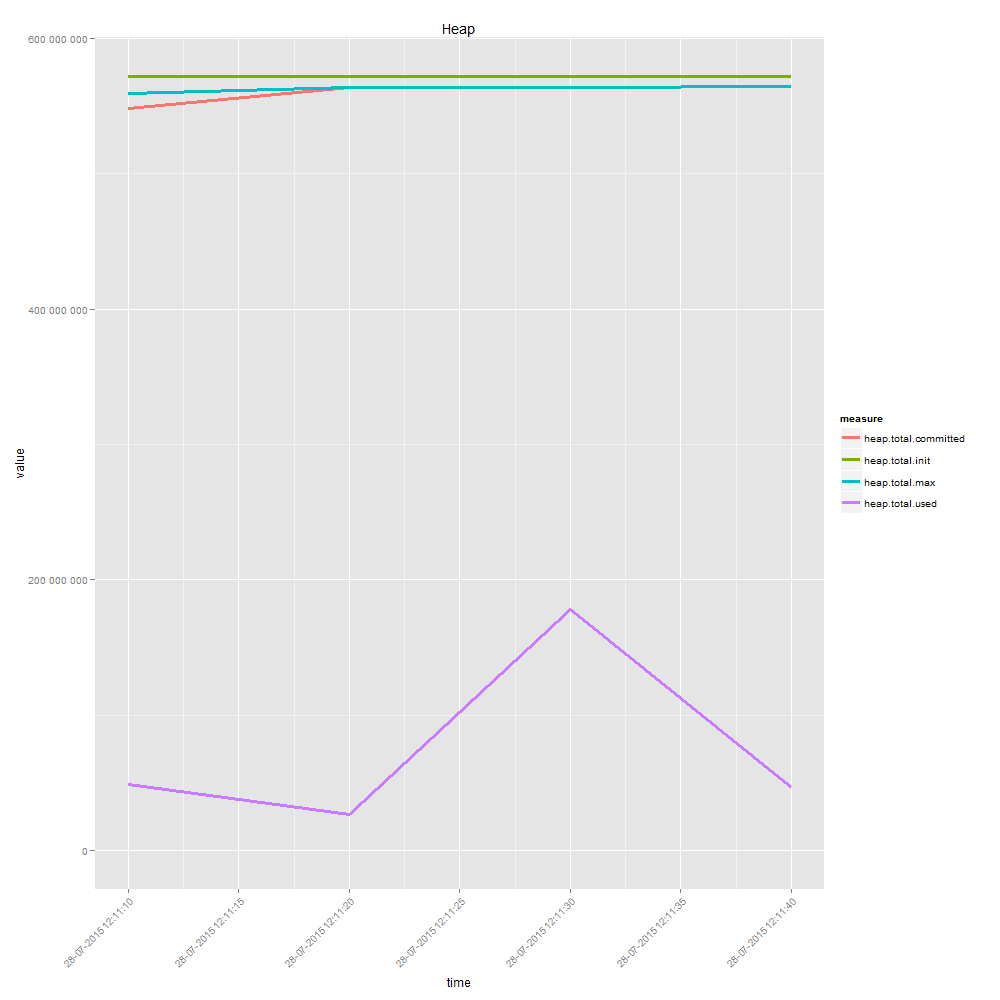 Heap
600 000 000
400 000 000
200 000 000
0
value
28-07-2015 12:11:10
28-07-2015 12:11:15
28-07-2015 12:11:20
28-07-2015 12:11:25
28-07-2015 12:11:30
28-07-2015 12:11:35
28-07-2015 12:11:40
time
measure
heap.total.committed
heap.total.init
heap.total.max
heap.total.used